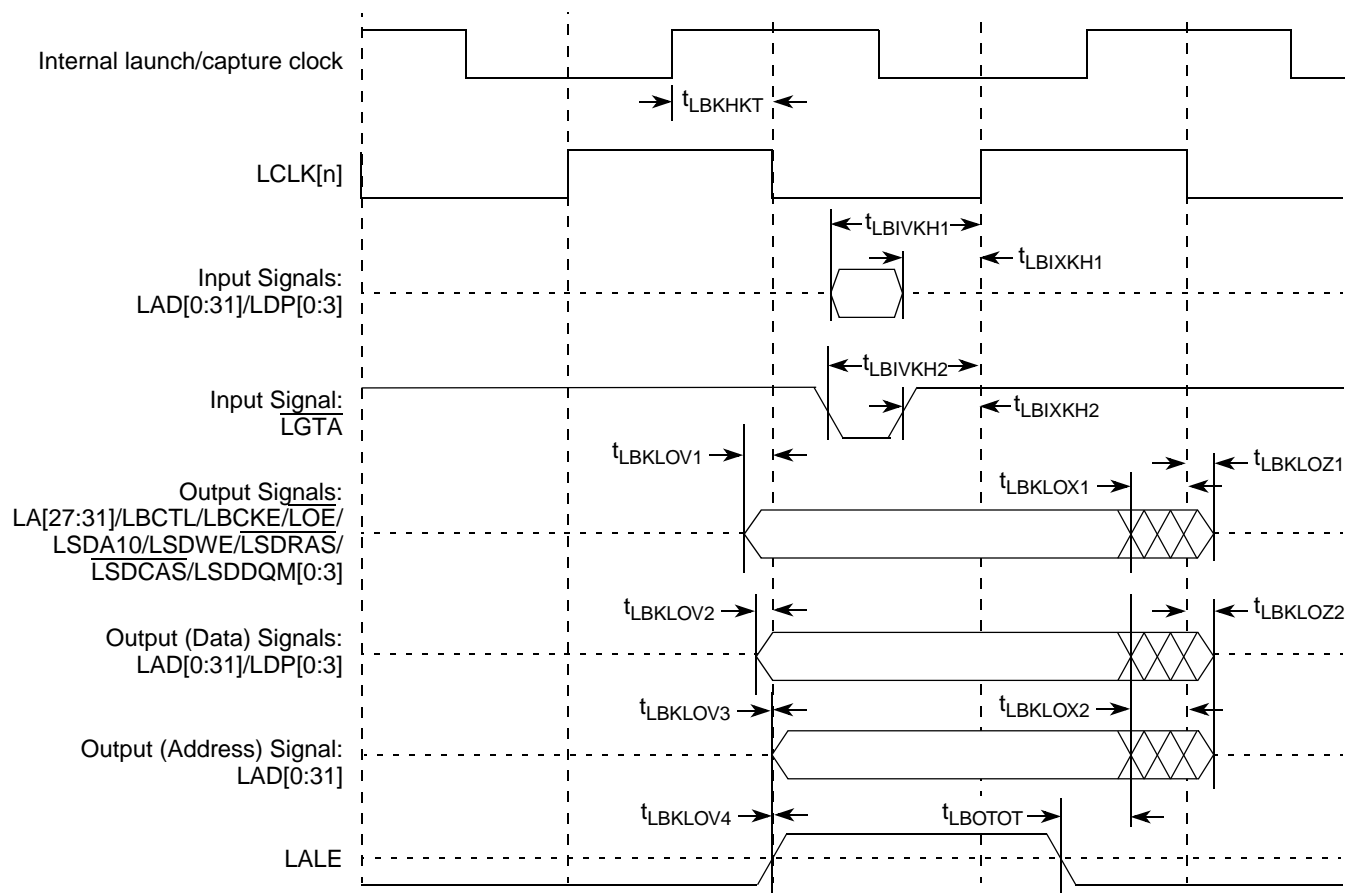 Internal launch/capture clock
tLBKHKT
LCLK[n]
tLBIVKH1
tLBIXKH1
Input Signals:
LAD[0:31]/LDP[0:3]
tLBIVKH2
Input Signal:
LGTA
tLBIXKH2
tLBKLOV1
tLBKLOZ1
tLBKLOX1
Output Signals:
LA[27:31]/LBCTL/LBCKE/LOE/
LSDA10/LSDWE/LSDRAS/
LSDCAS/LSDDQM[0:3]
tLBKLOV2
tLBKLOZ2
Output (Data) Signals:
LAD[0:31]/LDP[0:3]
tLBKLOV3
tLBKLOX2
Output (Address) Signal:
LAD[0:31]
tLBKLOV4
tLBOTOT
LALE